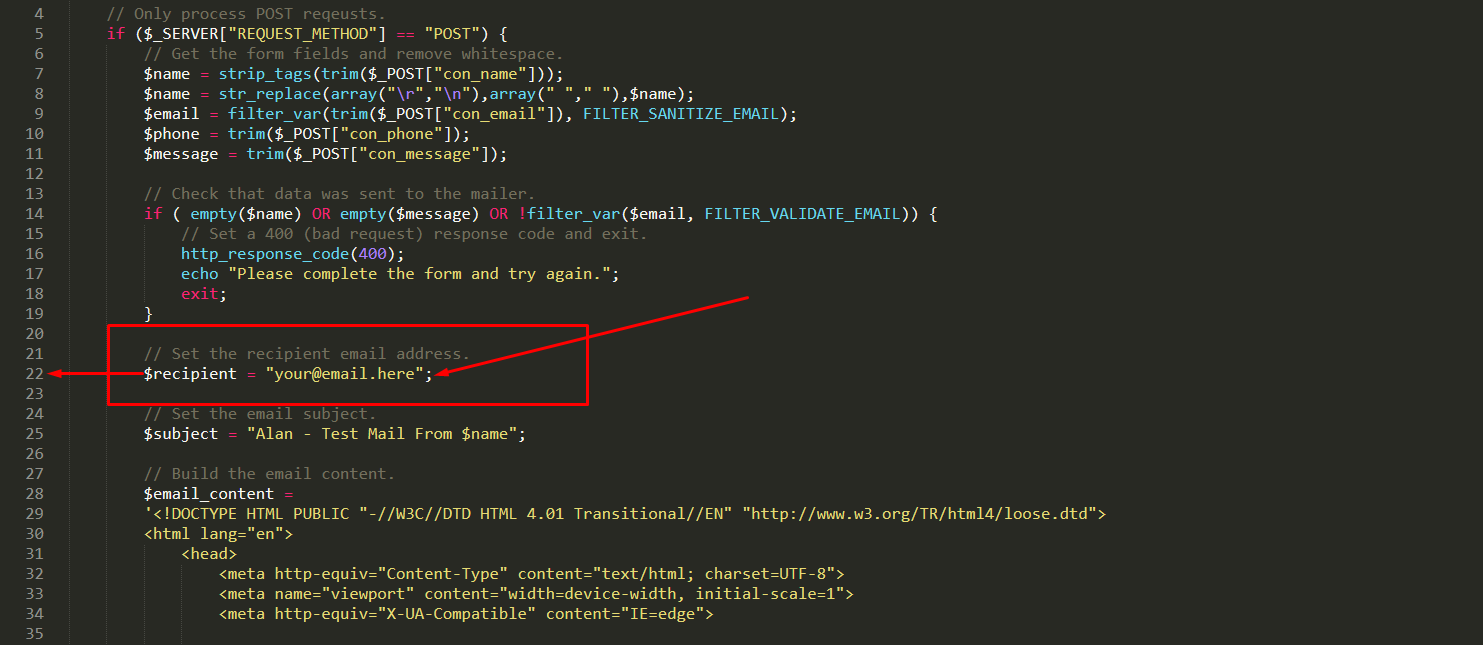 4 // Only process POST reqeusts.
5 if ($_SERVER["REQUEST_METHOD"] == "POST") {
6 // Get the form fields and remove whitespace.
7 $name = strip_tags(trim($_POST["con_name"]));
8 $name = str_replace(array("\r","\n"),array(" "," "),$name);
9 $email = filter_var(trim($_POST["con_email"]), FILTER_SANITIZE_EMAIL);
10 $phone = trim($_POST["con_phone"]);
11 $message = trim($_POST["con_message"]);
12
13 // Check that data was sent to the mailer.
14 if ( empty($name) OR empty($message) OR !filter_var($email, FILTER_VALIDATE_EMAIL)) {
15 // Set a 400 (bad request) response code and exit.
16 http_response_code(400);
17 echo "Please complete the form and try again.";
18 exit;
19 }
20
21 // Set the recipient email address.
22 $recipient = "your@email.here";
23
24 // Set the email subject.
25 $subject = "Alan - Test Mail From $name";
26
27 // Build the email content.
28 $email_content =
29 '<!DOCTYPE HTML PUBLIC "-//W3C//DTD HTML 4.01 Transitional//EN" "http://www.w3.org/TR/html4/loose.dtd">
30 <html lang="en">
31 <head>
32 <meta http-equiv="Content-Type" content="text/html; charset=UTF-8">
33 <meta name="viewport" content="width=device-width, initial-scale=1">
34 <meta http-equiv="X-UA-Compatible" content="IE=edge">
35